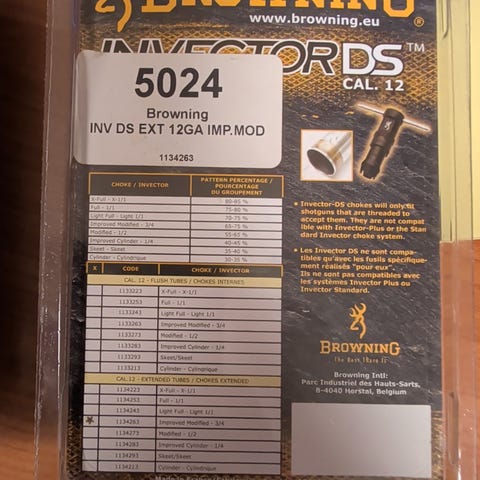 BROWNING
www.browning.eu
INVECTOR DS™
CAL. 12
5024
Browning
INV DS EXT 12GA IMP.MOD
1134263
CHOKE / INVECTOR PATTERN PERCENTAGE / POURCENTAGE DU GROUPEMENT
X-Full - X-1/1 80-85 %
Full - 1/1 75-80 %
Light Full - Light 1/1 70-75 %
Improved Modified - 3/4 65-75 %
Modified - 1/2 55-65 %
Improved Cylinder - 1/4 40-45 %
Skeet - Skeet 35-40 %
Cylinder - Cylindrique 30-35 %
X CODE CHOKE / INVECTOR
CAL. 12 - FLUSH TUBES / CHOKES INTERNES
1133223 X-Full - X-1/1
1133253 Full - 1/1
1133243 Light Full - Light 1/1
1133263 Improved Modified - 3/4
1133273 Modified - 1/2
1133283 Improved Cylinder - 1/4
1133293 Skeet/Skeet
1133213 Cylinder - Cylindrique
CAL.12 - EXTENDED TUBES / CHOKES EXTENDED
1134223 X-Full - X-1/1
1134253 Full - 1/1
1134243 Light Full - Light 1/1
1134263 Improved Modified - 3/4
1134273 Modified - 1/2
1134283 Improved Cylinder - 1/4
1134293 Skeet/Skeet
1134213 Cylinder - Cylindrique
• Invector-DS chokes will only fit
shotguns that are threaded to
accept them. They are not compat
ible with Invector-Plus or the Stan
dard Invector choke system.
• Les Invector DS ne sont compa-
tibles qu'avec les fusils spécifique-
ment réalisés "pour eux".
Ils ne sont pas compatibles avec
les systèmes Invector Plus ou
Invector Standard.
BROWNING
The Best There Is
Browning Intl:
Parc Industriel des Hauts-Sarts,
B-4040 Herstal, Belgium